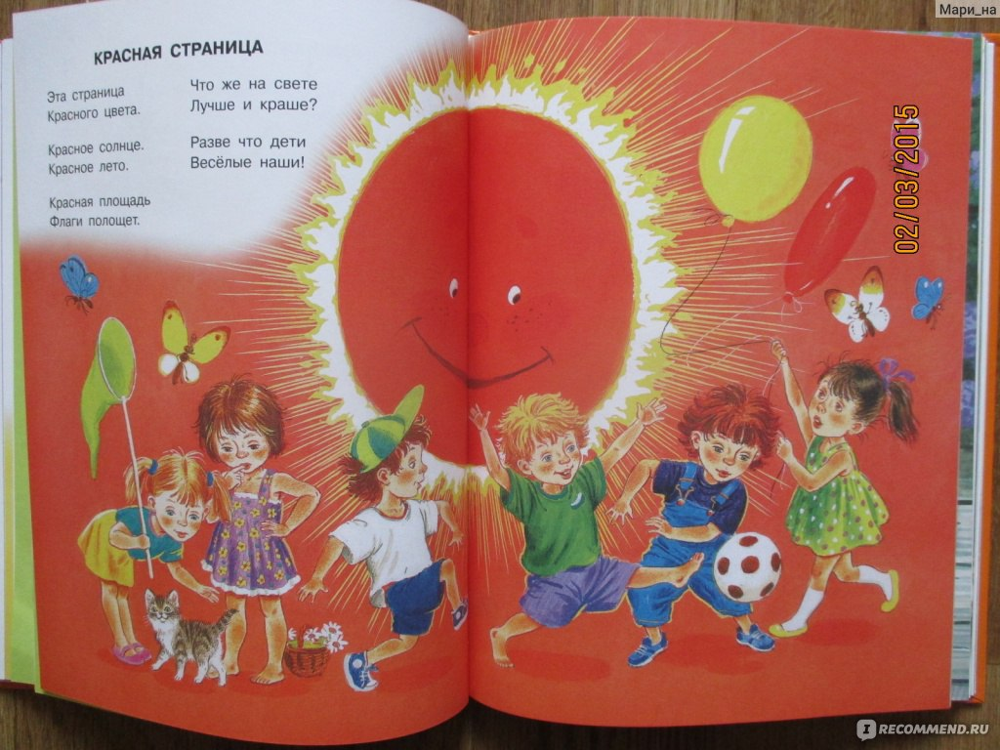 Мари_на
КРАСНАЯ СТРАНИЦА
Эта страница
Красного цвета.
Красное солнце.
Красное лето.
Красная площадь
Флаги полощет.
Что же на свете
Лучше и краше?
Разве что дети
Весёлые наши!
02/03/2015
IRECOMMEND.RU